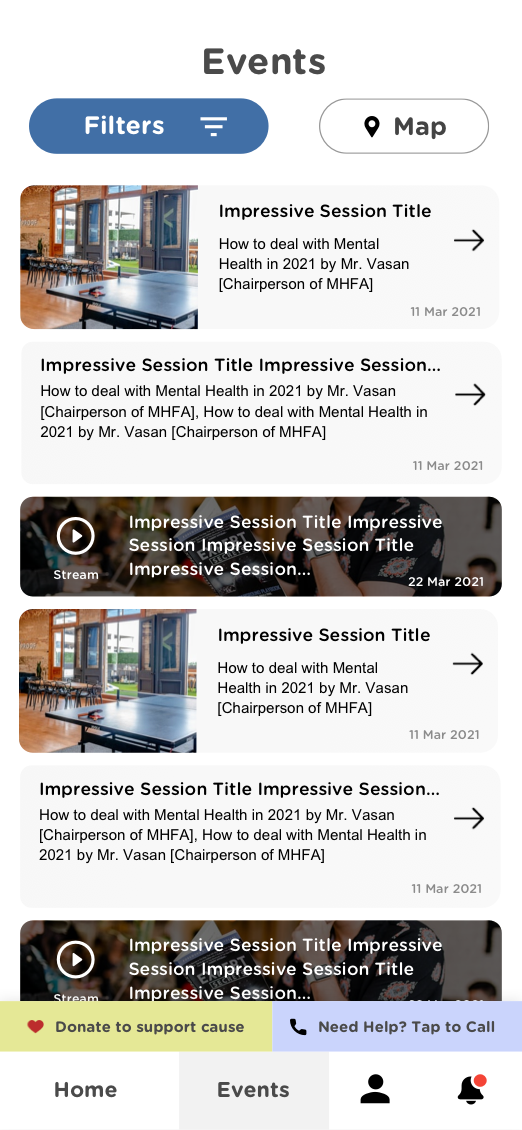 Events
Filters
Map
Impressive Session Title
How to deal with Mental
Health in 2021 by Mr. Vasan
[Chairperson of MHFA]
11 Mar 2021
Impressive Session Title Impressive Session...
How to deal with Mental Health in 2021 by Mr. Vasan
[Chairperson of MHFA], How to deal with Mental Health in
2021 by Mr. Vasan [Chairperson of MHFA]
11 Mar 2021
Impressive Session Title Impressive
Session Impressive Session Title
Impressive Session...
Stream
22 Mar 2021
Impressive Session Title
How to deal with Mental
Health in 2021 by Mr. Vasan
[Chairperson of MHFA]
11 Mar 2021
Impressive Session Title Impressive Session...
How to deal with Mental Health in 2021 by Mr. Vasan
[Chairperson of MHFA], How to deal with Mental Health in
2021 by Mr. Vasan [Chairperson of MHFA]
11 Mar 2021
Impressive Session Title Impressive
Session Impressive Session Title
Impressive Session...
Stream
Donate to support cause
Need Help? Tap to Call
Home
Events